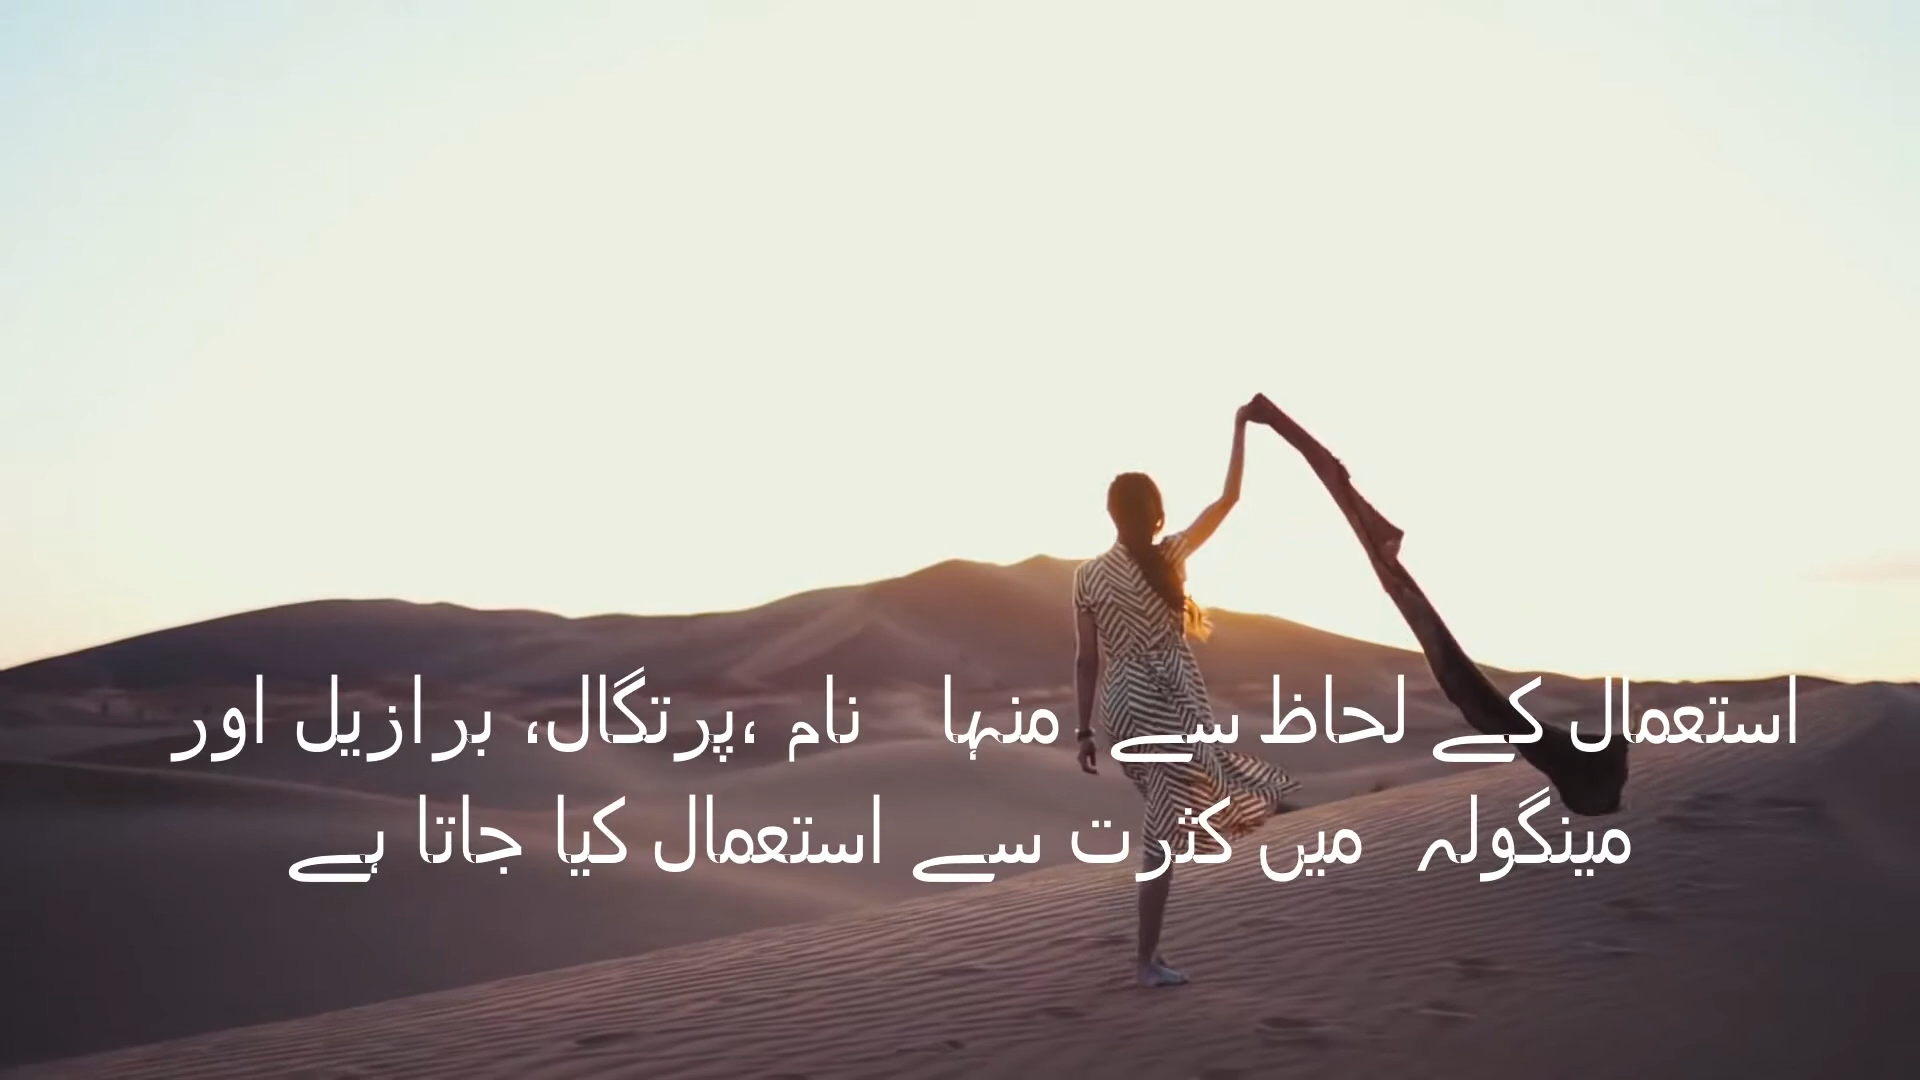 استعمال کے لحاظ سے منہا نام ،پرتگال، برازیل اور
مینگولہ میں کثرت سے استعمال کیا جاتا ہے